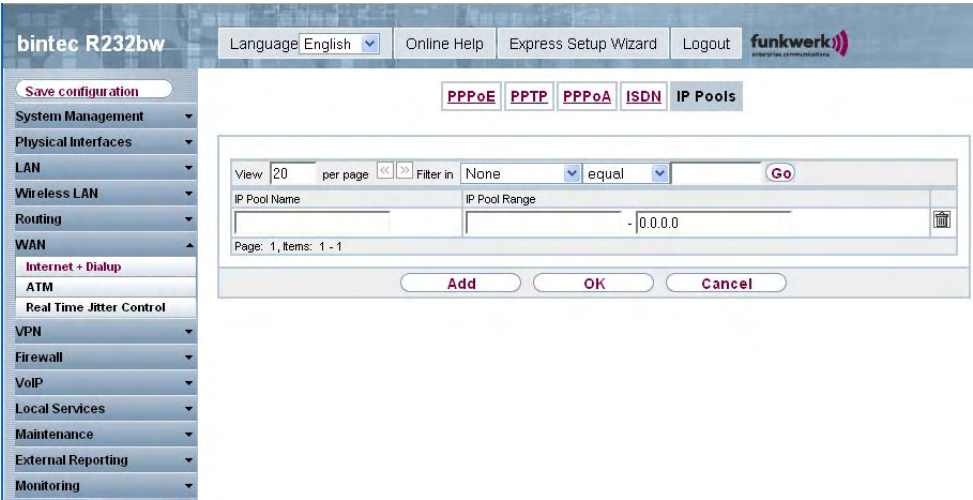 bintec R232bw
Language English Online Help Express Setup Wizard Logout funkwerk
enterprise communications
Save configuration
System Management
Physical Interfaces
LAN
Wireless LAN
Routing
WAN
Internet + Dialup
ATM
Real Time Jitter Control
VPN
Firewall
VoIP
Local Services
Maintenance
External Reporting
Monitoring
PPPoE PPTP PPPoA ISDN IP Pools
View 20 per page << >> Filter in None equal Go
IP Pool Name IP Pool Range
- 0.0.0.0
Page: 1, Items: 1 - 1
Add OK Cancel